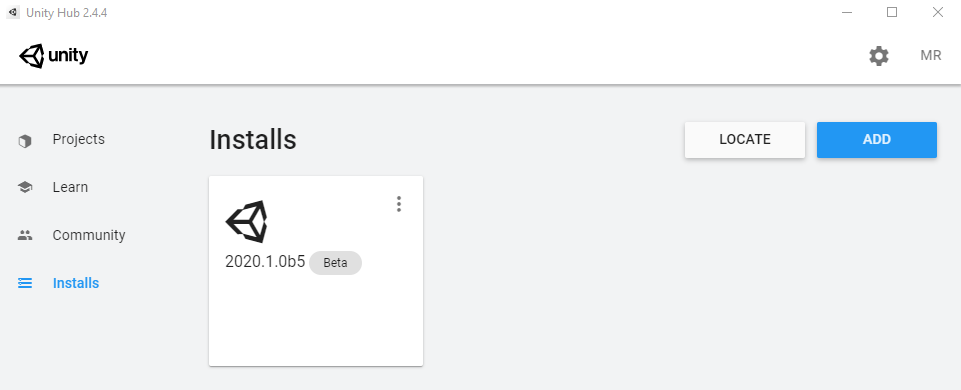 Unity Hub 2.4.4
unity
MR
Projects
Learn
Community
Installs
Installs
LOCATE
ADD
2020.1.0b5 Beta